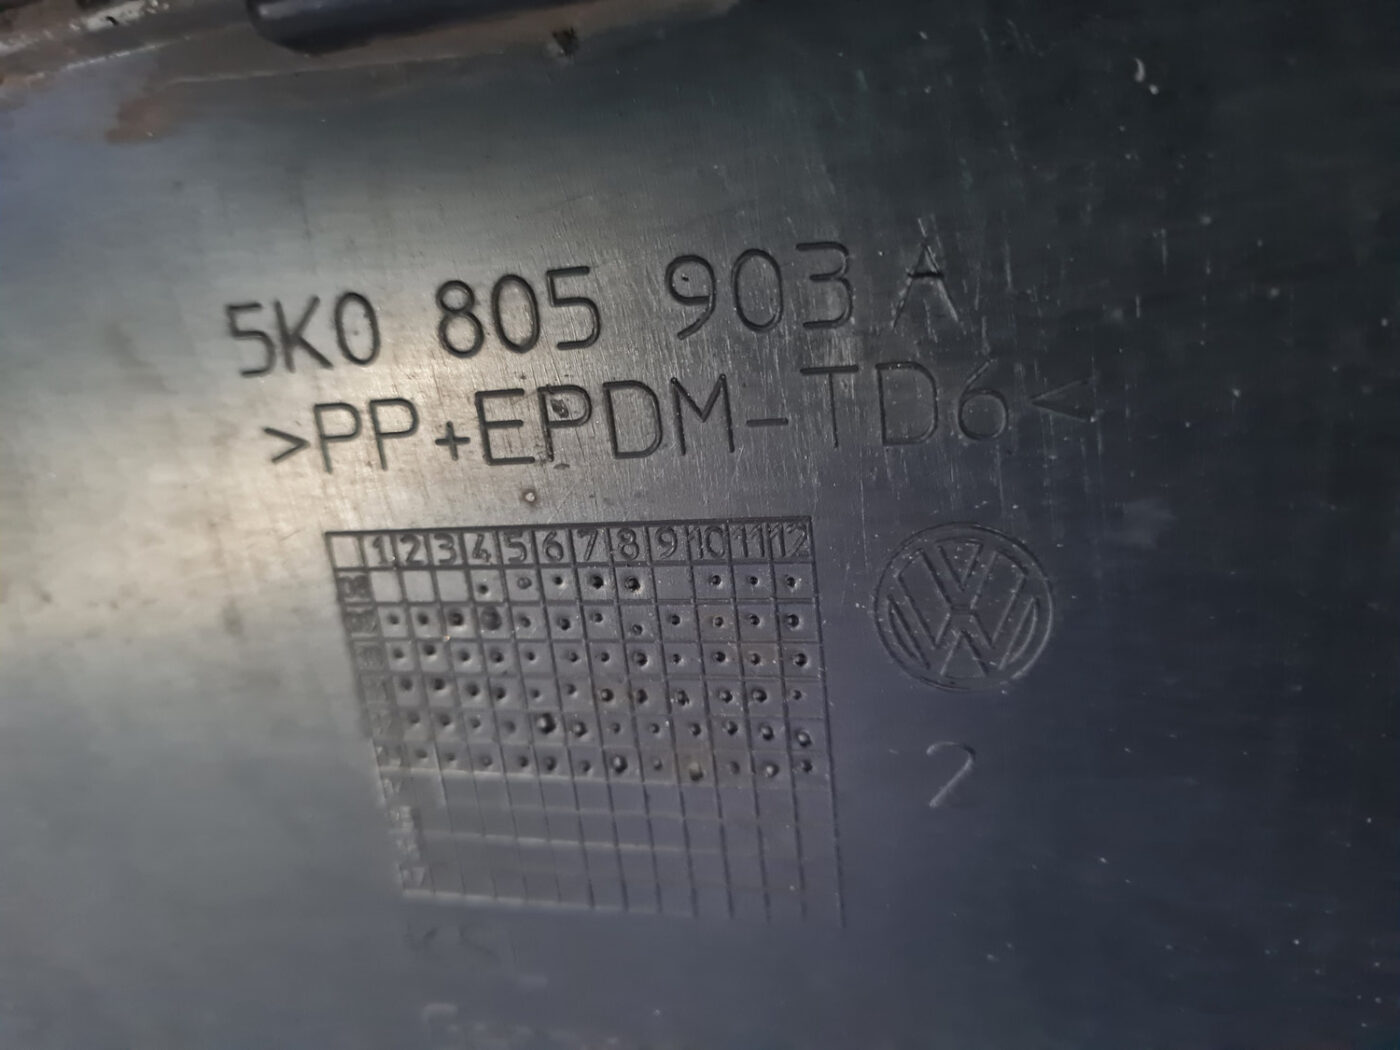 5K0 805 903 A
>PP+EPDM-TD6<
1 2 3 4 5 6 7 8 9 10 11 12
VW
2